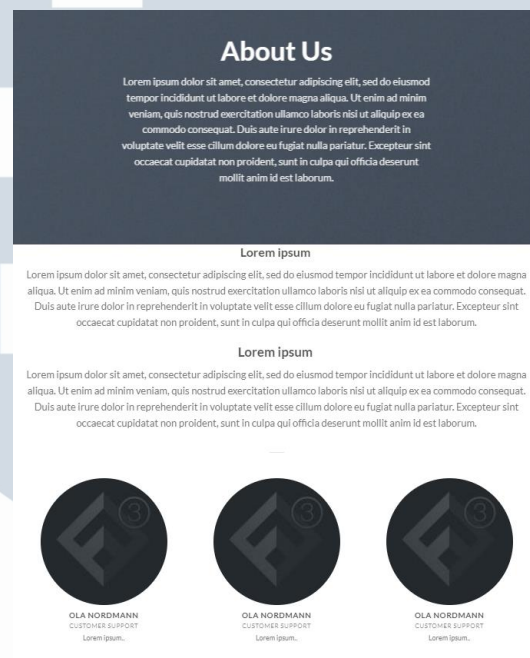 About Us
Lorem ipsum dolor sit amet, consectetur adipiscing elit, sed do eiusmod
tempor incididunt ut labore et dolore magna aliqua. Ut enim ad minim
veniam, quis nostrud exercitation ullamco laboris nisi ut aliquip ex ea
commodo consequat. Duis aute irure dolor in reprehenderit in
voluptate velit esse cillum dolore eu fugiat nulla pariatur. Excepteur sint
occaecat cupidatat non proident, sunt in culpa qui officia deserunt
mollit anim id est laborum.
Lorem ipsum
Lorem ipsum dolor sit amet, consectetur adipiscing elit, sed do eiusmod tempor incididunt ut labore et dolore magna
aliqua. Ut enim ad minim veniam, quis nostrud exercitation ullamco laboris nisi ut aliquip ex ea commodo consequat.
Duis aute irure dolor in reprehenderit in voluptate velit esse cillum dolore eu fugiat nulla pariatur. Excepteur sint
occaecat cupidatat non proident, sunt in culpa qui officia deserunt mollit anim id est laborum.
Lorem ipsum
Lorem ipsum dolor sit amet, consectetur adipiscing elit, sed do eiusmod tempor incididunt ut labore et dolore magna
aliqua. Ut enim ad minim veniam, quis nostrud exercitation ullamco laboris nisi ut aliquip ex ea commodo consequat.
Duis aute irure dolor in reprehenderit in voluptate velit esse cillum dolore eu fugiat nulla pariatur. Excepteur sint
occaecat cupidatat non proident, sunt in culpa qui officia deserunt mollit anim id est laborum.
3 3 3
OLA NORDMANN OLA NORDMANN OLA NORDMANN
CUSTOMER SUPPORT CUSTOMER SUPPORT CUSTOMER SUPPORT
Lorem ipsum.. Lorem ipsum.. Lorem ipsum..